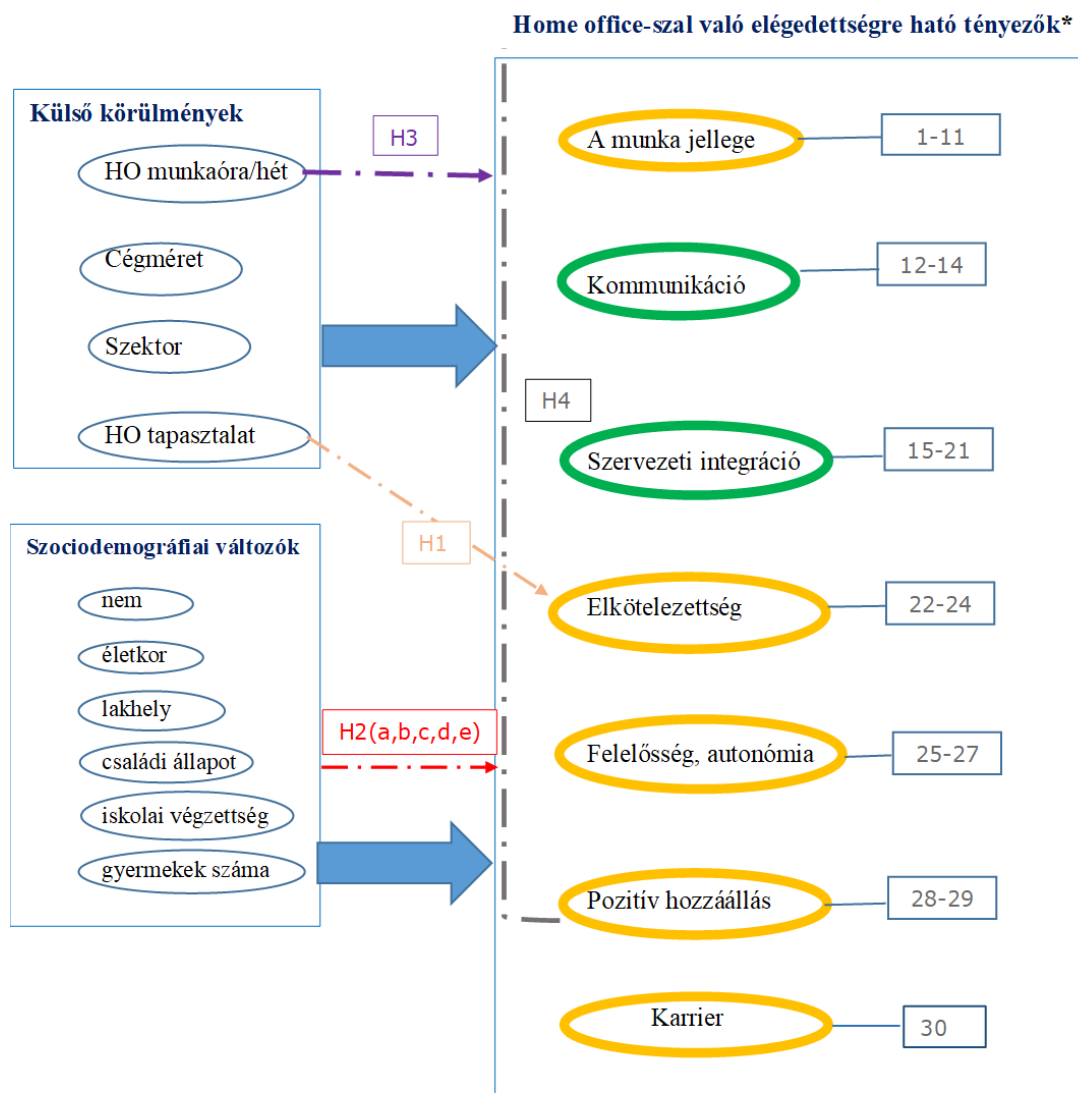 Home office-szal való elégedettségre ható tényezők*
Külső körülmények
HO munkaóra/hét
Cégméret
Szektor
HO tapasztalat
H3
H1
Szociodemográfiai változók
nem
életkor
lakhely
családi állapot
iskolai végzettség
gyermekek száma
H2(a,b,c,d,e)
H4
A munka jellege
1-11
Kommunikáció
12-14
Szervezeti integráció
15-21
Elkötelezettség
22-24
Felelősség, autonómia
25-27
Pozitív hozzáállás
28-29
Karrier
30